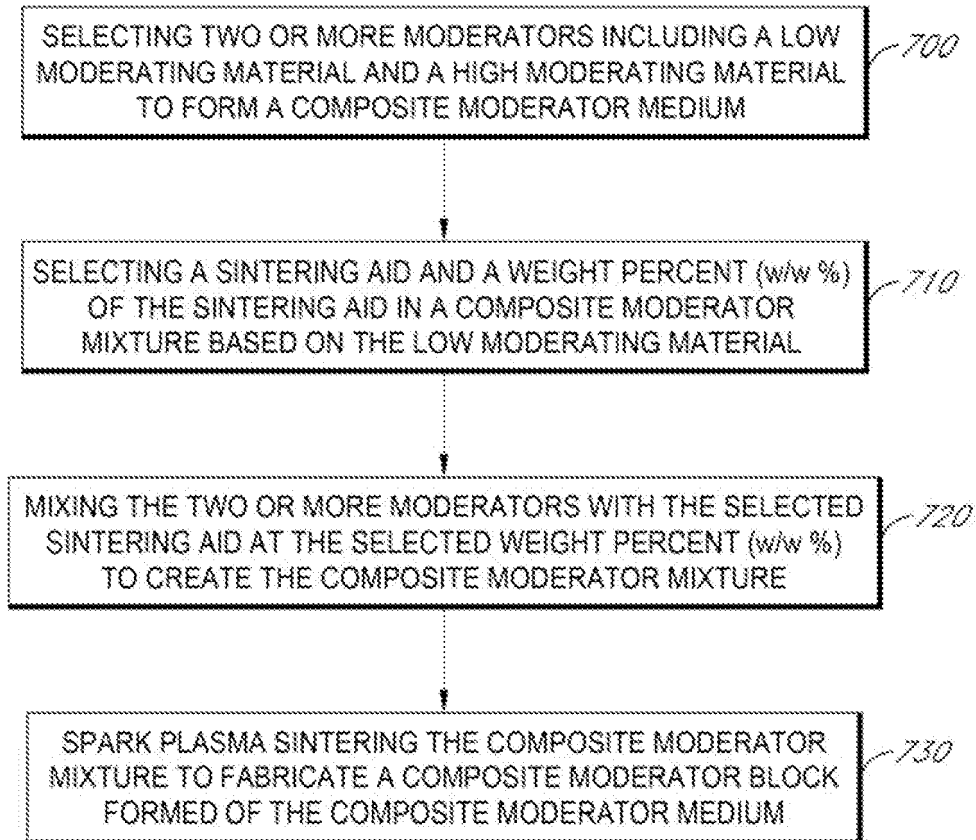 SELECTING TWO OR MORE MODERATORS INCLUDING A LOW
MODERATING MATERIAL AND A HIGH MODERATING MATERIAL
TO FORM A COMPOSITE MODERATOR MEDIUM
700
SELECTING A SINTERING AID AND A WEIGHT PERCENT (w/w %)
OF THE SINTERING AID IN A COMPOSITE MODERATOR
MIXTURE BASED ON THE LOW MODERATING MATERIAL
710
MIXING THE TWO OR MORE MODERATORS WITH THE SELECTED
SINTERING AID AT THE SELECTED WEIGHT PERCENT (w/w %)
TO CREATE THE COMPOSITE MODERATOR MIXTURE
720
SPARK PLASMA SINTERING THE COMPOSITE MODERATOR
MIXTURE TO FABRICATE A COMPOSITE MODERATOR BLOCK
FORMED OF THE COMPOSITE MODERATOR MEDIUM
730